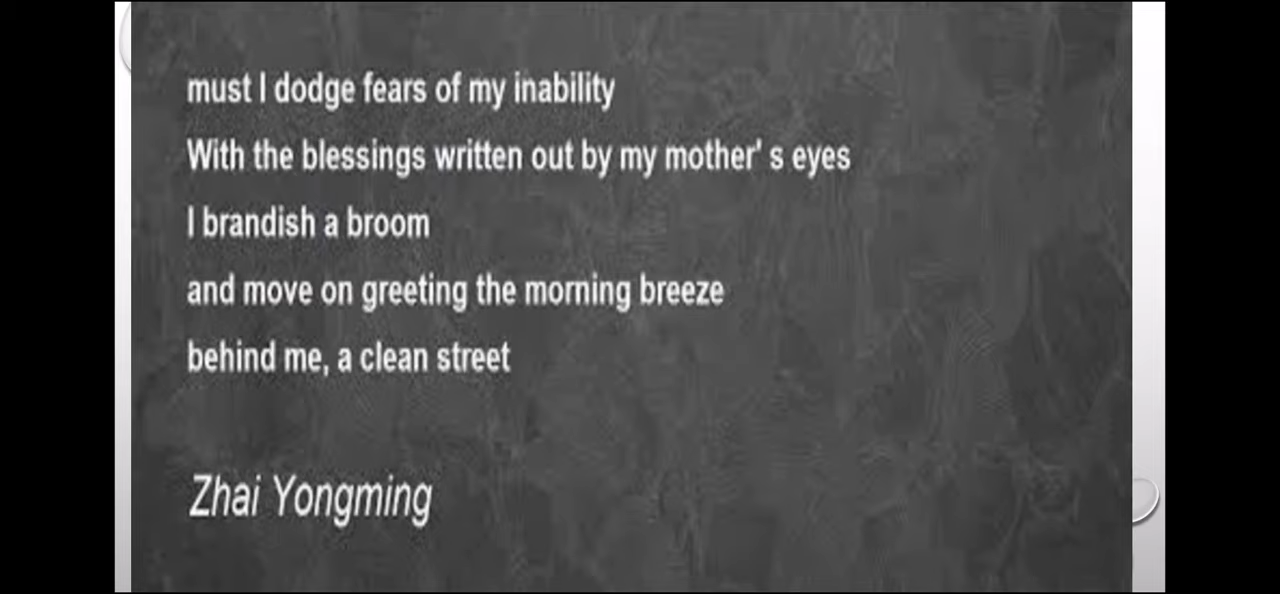 must I dodge fears of my inability
With the blessings written out by my mother' s eyes
I brandish a broom
and move on greeting the morning breeze
behind me, a clean street
Zhai Yongming